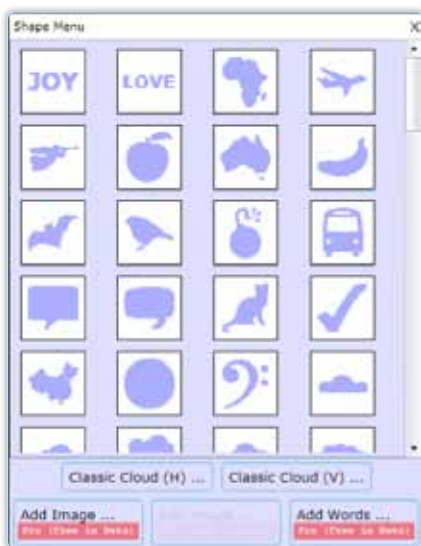 Shape Menu X
JOY LOVE
Classic Cloud (H) ... Classic Cloud (V) ...
Add Image ... Add Words ...
Pro (Free in Beta) Pro (Free in Beta)